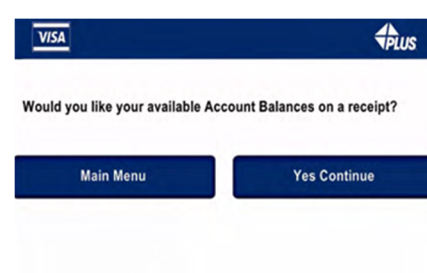 VISA PLUS
Would you like your available Account Balances on a receipt?
Main Menu Yes Continue